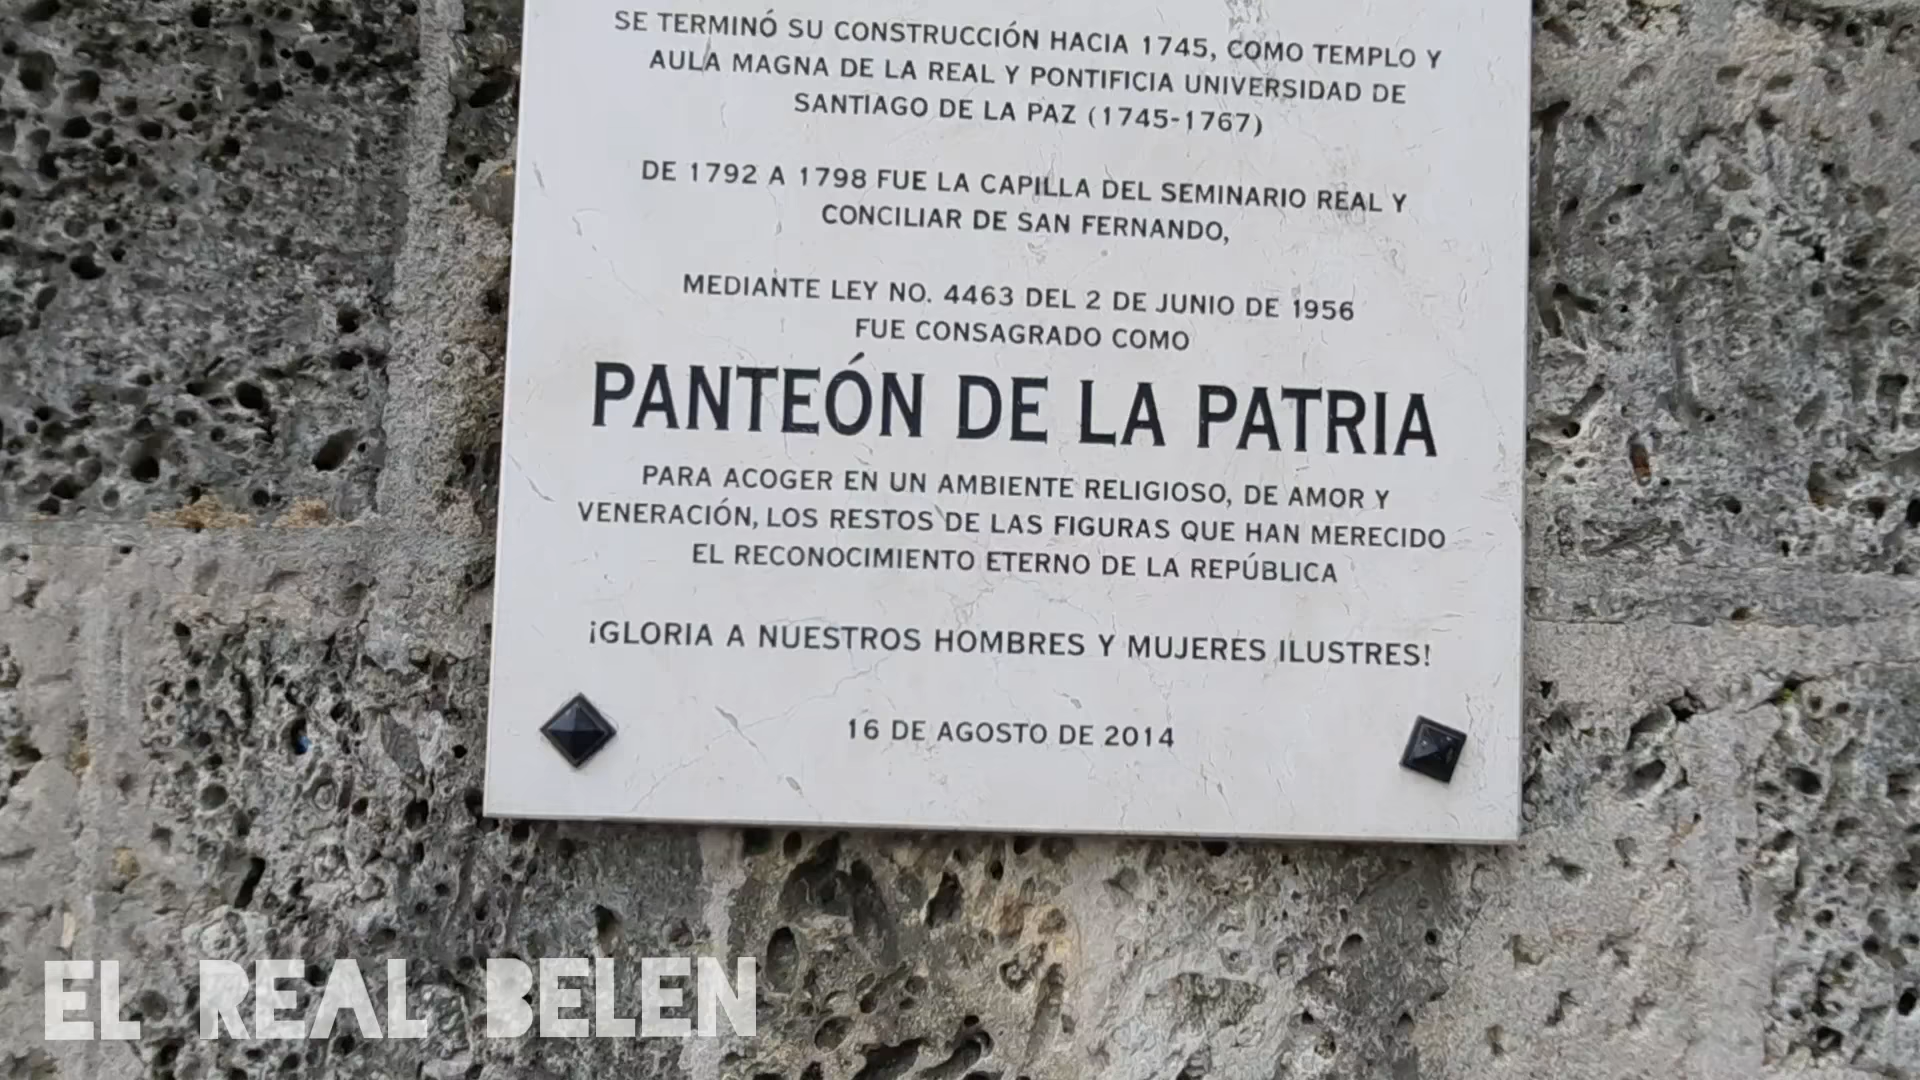 SE TERMINÓ SU CONSTRUCCIÓN HACIA 1745, COMO TEMPLO Y
AULA MAGNA DE LA REAL Y PONTIFICIA UNIVERSIDAD DE
SANTIAGO DE LA PAZ (1745-1767)
DE 1792 A 1798 FUE LA CAPILLA DEL SEMINARIO REAL Y
CONCILIAR DE SAN FERNANDO,
MEDIANTE LEY NO. 4463 DEL 2 DE JUNIO DE 1956
FUE CONSAGRADO COMO
PANTEÓN DE LA PATRIA
PARA ACOGER EN UN AMBIENTE RELIGIOSO, DE AMOR Y
VENERACIÓN, LOS RESTOS DE LAS FIGURAS QUE HAN MERECIDO
EL RECONOCIMIENTO ETERNO DE LA REPÚBLICA
¡GLORIA A NUESTROS HOMBRES Y MUJERES ILUSTRES!
16 DE AGOSTO DE 2014
EL REAL BELEN